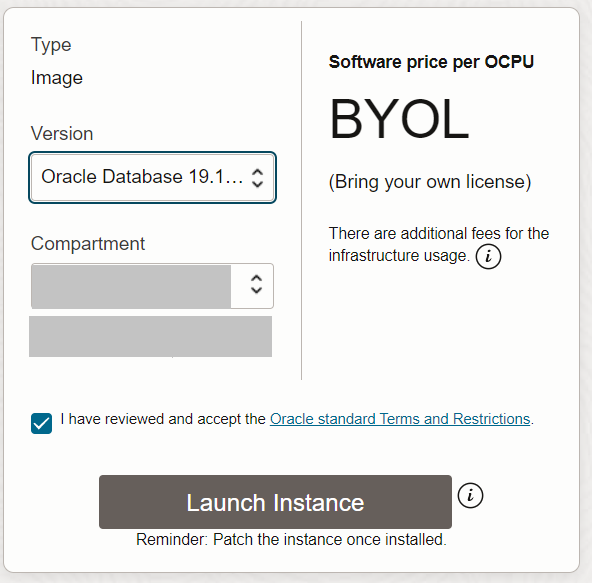 Type
Image
Version
Oracle Database 19.1...
Compartment
Software price per OCPU
BYOL
(Bring your own license)
There are additional fees for the
infrastructure usage. i
I have reviewed and accept the Oracle standard Terms and Restrictions.
Launch Instance i
Reminder: Patch the instance once installed.